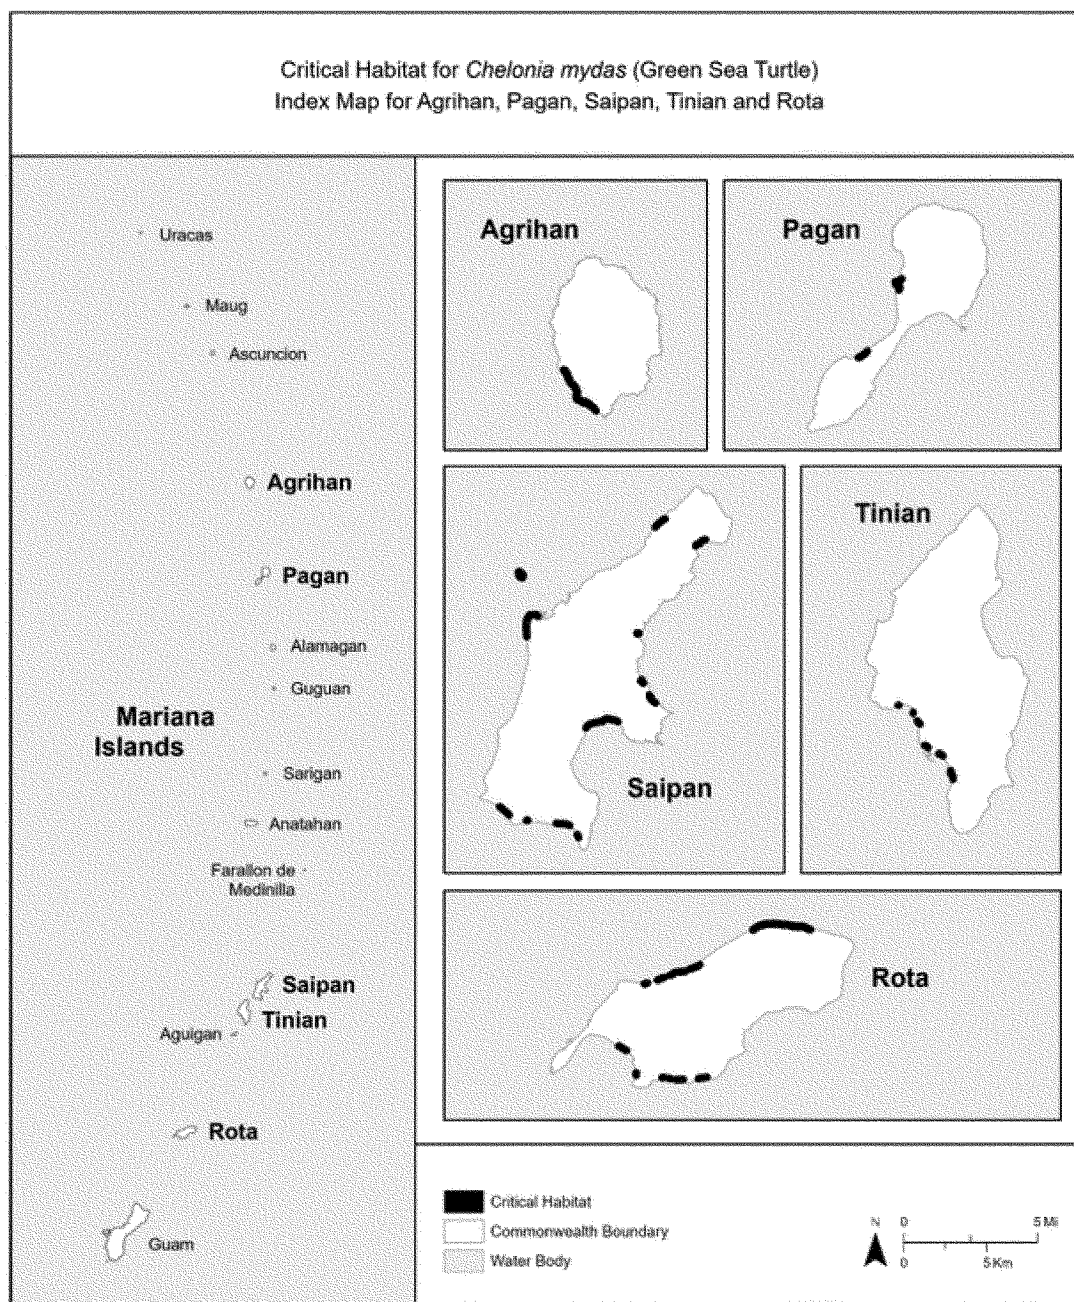 Critical Habitat for Chelonia mydas (Green Sea Turtle)
Index Map for Agrihan, Pagan, Saipan, Tinian and Rota
Uracas
Maug
Ascuncion
Agrihan
Pagan
Alamagan
Guguan
Mariana
Islands
Sarigan
Anatahan
Farallon de
Medinilla
Saipan
Tinian
Aguigan
Rota
Guam
Agrihan
Pagan
Saipan
Tinian
Rota
Critical Habitat
Commonwealth Boundary
Water Body
N
0 5 Mi
0 5 Km